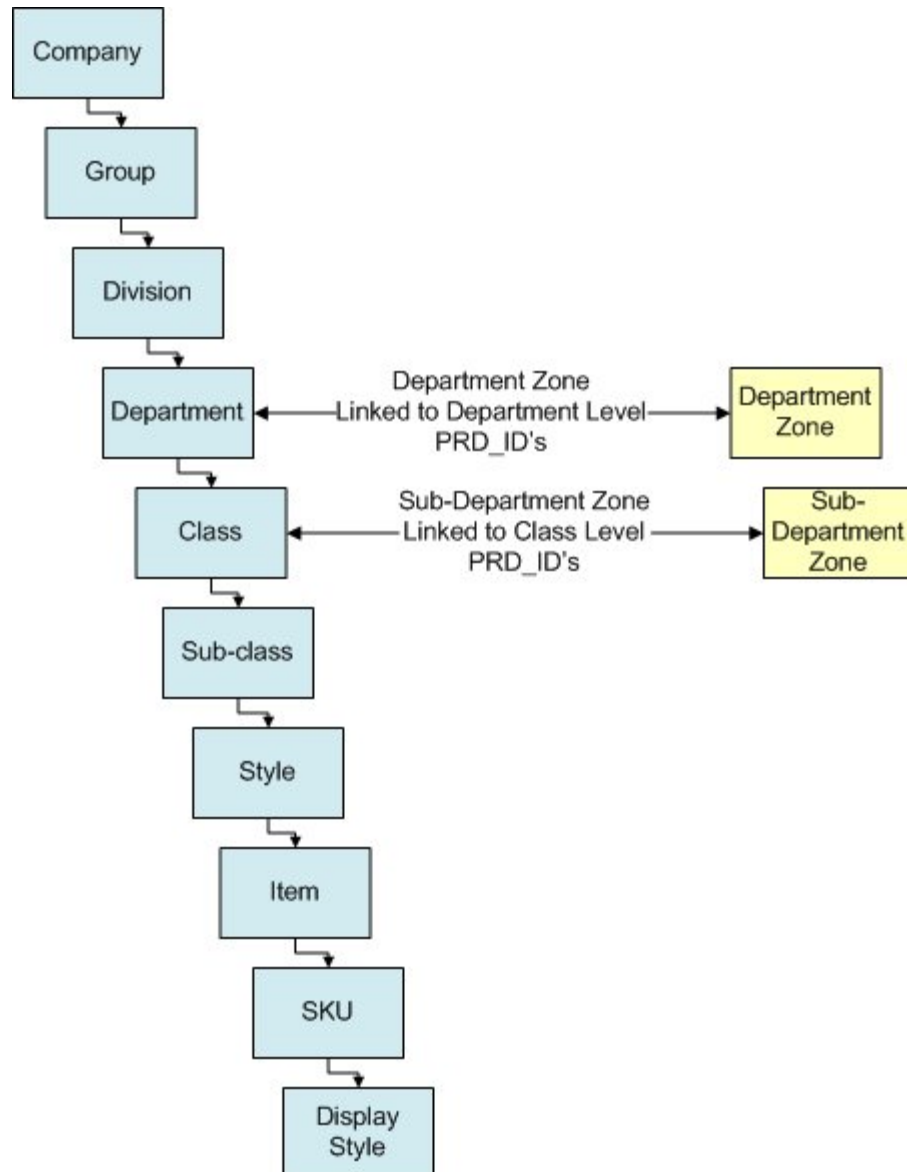 Company
Group
Division
Department
Department Zone
Linked to Department Level
PRD_ID's
Department
Zone
Class
Sub-Department Zone
Linked to Class Level
PRD_ID's
Sub-
Department
Zone
Sub-class
Style
Item
SKU
Display
Style